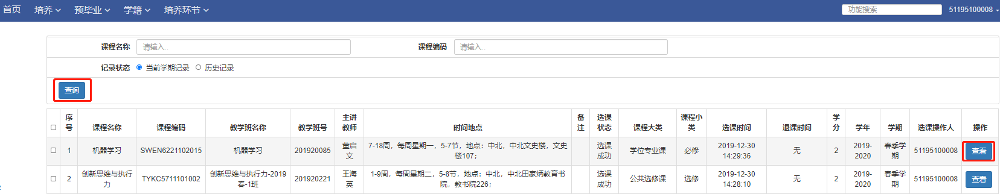 首页 培养 预毕业 学籍 培养环节 功能搜索 51195100008
课程名称 请输入.. 课程编码 请输入..
记录状态 当前学期记录 历史记录
查询
序号 课程名称 课程编码 教学班名称 教学班号 主讲教师 时间地点 备注 选课状态 课程大类 课程小类 选课时间 退课时间 学分 学年 学期 选课操作人 操作
1 机器学习 SWEN6221102015 机器学习 201920085 董启文 7-18周，每周星期一，5-7节，地点：中北，中北文史楼，文史楼107； 选课成功 学位专业课 必修 2019-12-30 14:29:36 无 2 2019-2020 春季学期 51195100008 查看
2 创新思维与执行力 TYKC5711101002 创新思维与执行力-2019春-1班 201920221 王海英 1-9周，每周星期二，5-8节，地点：中北，中北田家炳教育书院，教书院226； 选课成功 公共选修课 选修 2019-12-30 14:28:10 无 2 2019-2020 春季学期 51195100008 查看